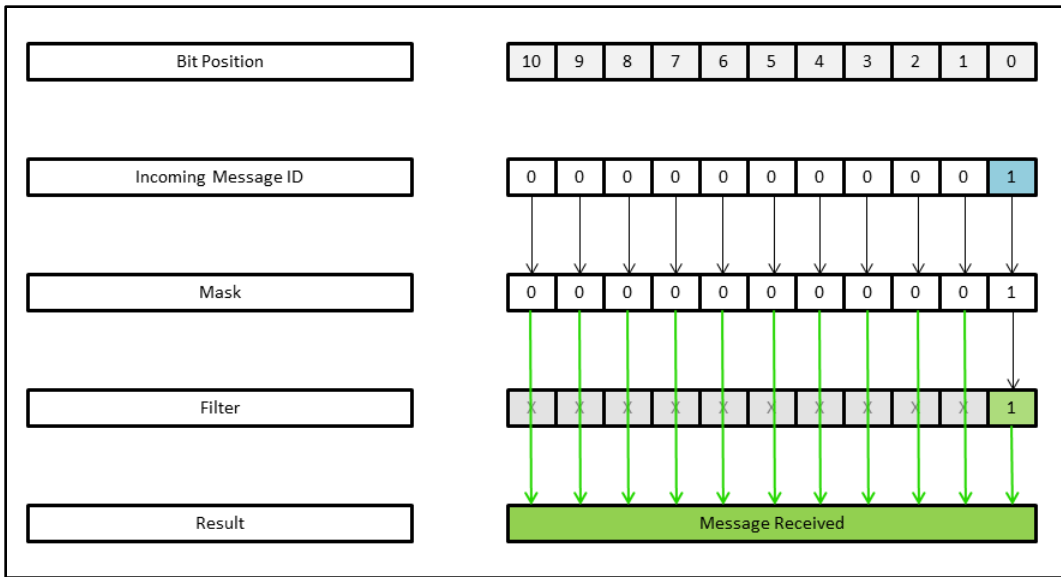 Bit Position 10 9 8 7 6 5 4 3 2 1 0
Incoming Message ID 0 0 0 0 0 0 0 0 0 0 1
Mask 0 0 0 0 0 0 0 0 0 0 1
Filter X X X X X X X X X X 1
Result Message Received